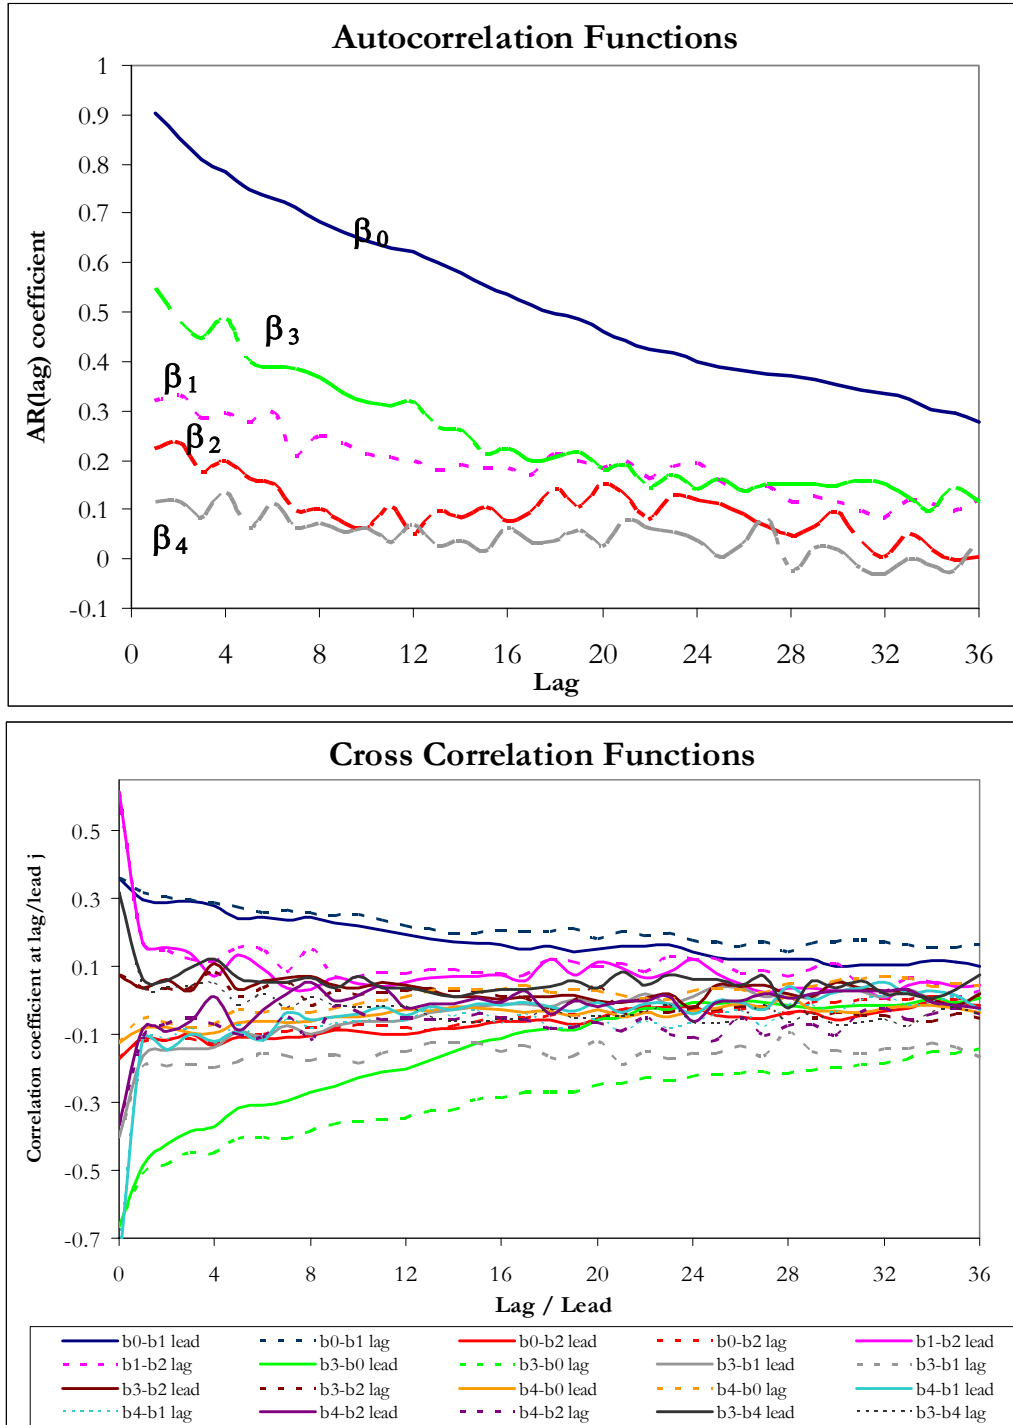 Autocorrelation Functions
1
0.9
0.8
0.7
0.6
0.5
0.4
0.3
0.2
0.1
0
-0.1
AR(lag) coefficient
β0
β3
β1
β2
β4
0 4 8 12 16 20 24 28 32 36
Lag
Cross Correlation Functions
0.5
0.3
0.1
-0.1
-0.3
-0.5
-0.7
Correlation coefficient at lag/lead j
0 4 8 12 16 20 24 28 32 36
Lag / Lead
b0-b1 lead b0-b1 lag b0-b2 lead b0-b2 lag b1-b2 lead
b1-b2 lag b3-b0 lead b3-b0 lag b3-b1 lead b3-b1 lag
b3-b2 lead b3-b2 lag b4-b0 lead b4-b0 lag b4-b1 lead
b4-b1 lag b4-b2 lead b4-b2 lag b3-b4 lead b3-b4 lag